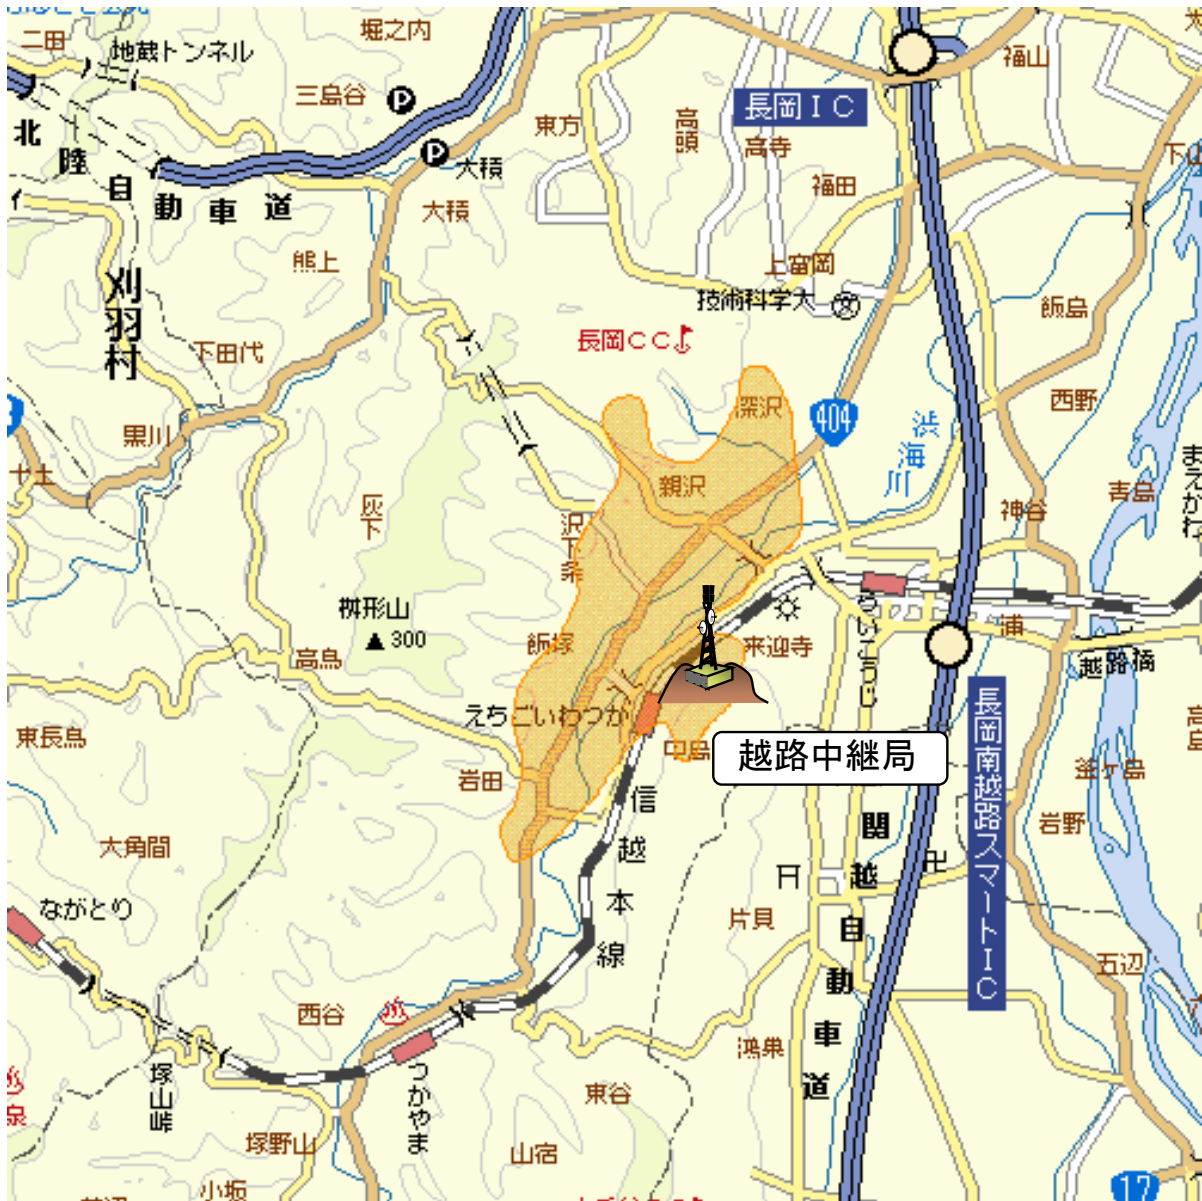 二田
地蔵トンネル
堀之内
福山
三島谷
長岡IC
東方
高頭
高寺
北陸自動車道
大積
大積
福田
熊上
上富岡
技術科学大
刈羽村
飯島
長岡CC
下田代
西野
深沢
404
黒川
渋海川
親沢
青島
神谷
灰下
沢下条
桝形山
300
飯塚
来迎寺
浦
高鳥
越路橋
えちごいわつか
東長鳥
中島
越路中継局
長岡南越路スマートIC
釜ケ島
岩田
信越本線
岩野
大角間
関越自動車道
ながとり
片貝
五辺
西谷
鴻巣
塚山峠
つかやま
東谷
塚野山
山宿
小坂
17